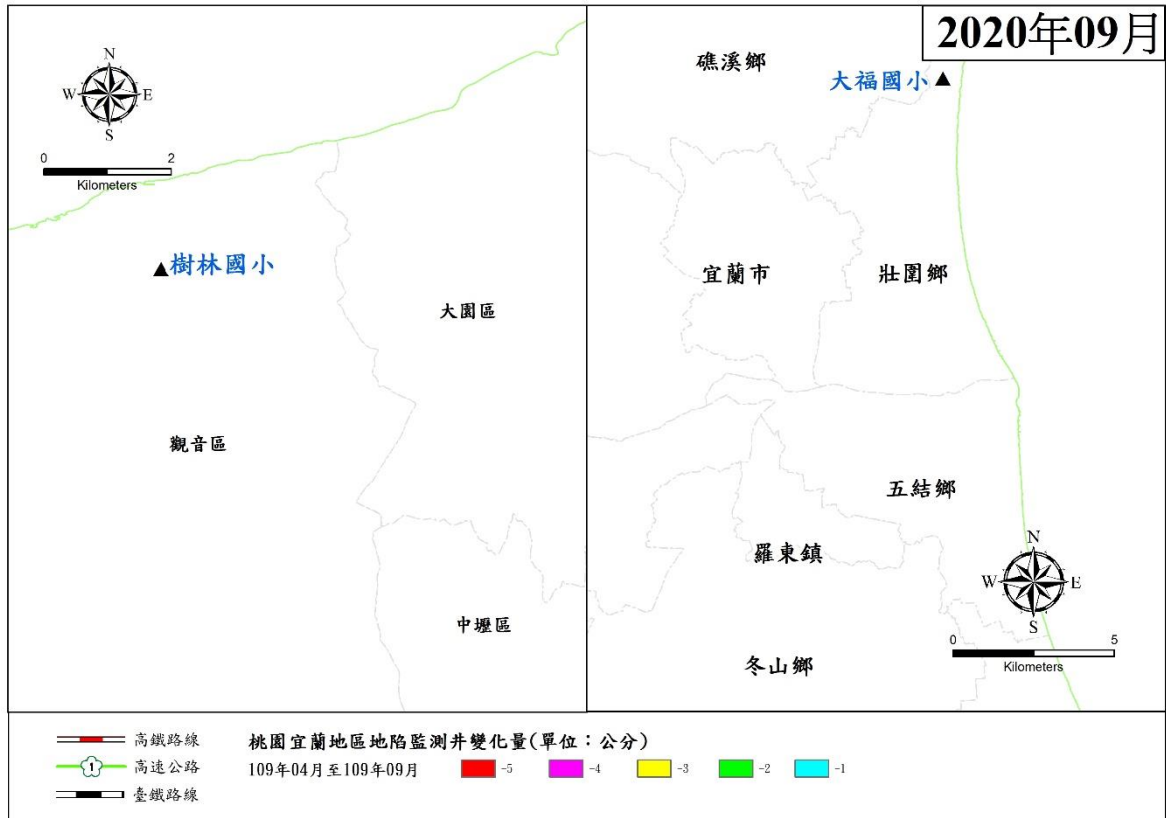 2020年09月
N
W
E
S
0
2
Kilometers
樹林國小
大園區
觀音區
中壢區
礁溪鄉
大福國小
宜蘭市
壯圍鄉
五結鄉
羅東鎮
冬山鄉
N
W
E
S
0
5
Kilometers
高鐵路線
1
高速公路
臺鐵路線
桃園宜蘭地區地陷監測井變化量(單位：公分)
109年04月至109年09月
-5
-4
-3
-2
-1